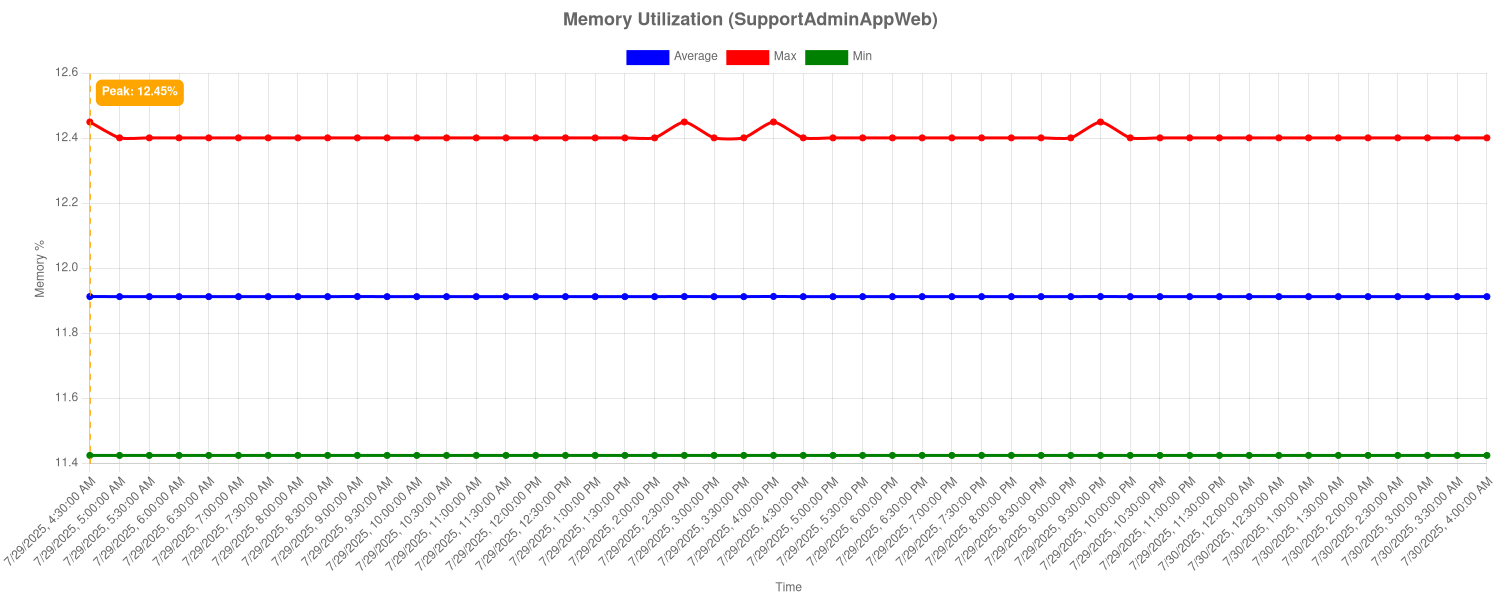 Memory Utilization (SupportAdminAppWeb)
Average Max Min
Peak: 12.45%
12.6
12.4
12.2
12.0
11.8
11.6
11.4
Memory %
7/29/2025, 4:30:00 AM
7/29/2025, 5:00:00 AM
7/29/2025, 5:30:00 AM
7/29/2025, 6:00:00 AM
7/29/2025, 6:30:00 AM
7/29/2025, 7:00:00 AM
7/29/2025, 7:30:00 AM
7/29/2025, 8:00:00 AM
7/29/2025, 8:30:00 AM
7/29/2025, 9:00:00 AM
7/29/2025, 9:30:00 AM
7/29/2025, 10:00:00 AM
7/29/2025, 10:30:00 AM
7/29/2025, 11:00:00 AM
7/29/2025, 11:30:00 AM
7/29/2025, 12:00:00 PM
7/29/2025, 12:30:00 PM
7/29/2025, 1:00:00 PM
7/29/2025, 1:30:00 PM
7/29/2025, 2:00:00 PM
7/29/2025, 2:30:00 PM
7/29/2025, 3:00:00 PM
7/29/2025, 3:30:00 PM
7/29/2025, 4:00:00 PM
7/29/2025, 4:30:00 PM
7/29/2025, 5:00:00 PM
7/29/2025, 5:30:00 PM
7/29/2025, 6:00:00 PM
7/29/2025, 6:30:00 PM
7/29/2025, 7:00:00 PM
7/29/2025, 7:30:00 PM
7/29/2025, 8:00:00 PM
7/29/2025, 8:30:00 PM
7/29/2025, 9:00:00 PM
7/29/2025, 9:30:00 PM
7/29/2025, 10:00:00 PM
7/29/2025, 10:30:00 PM
7/29/2025, 11:00:00 PM
7/29/2025, 11:30:00 PM
7/30/2025, 12:00:00 AM
7/30/2025, 12:30:00 AM
7/30/2025, 1:00:00 AM
7/30/2025, 1:30:00 AM
7/30/2025, 2:00:00 AM
7/30/2025, 2:30:00 AM
7/30/2025, 3:00:00 AM
7/30/2025, 3:30:00 AM
7/30/2025, 4:00:00 AM
Time